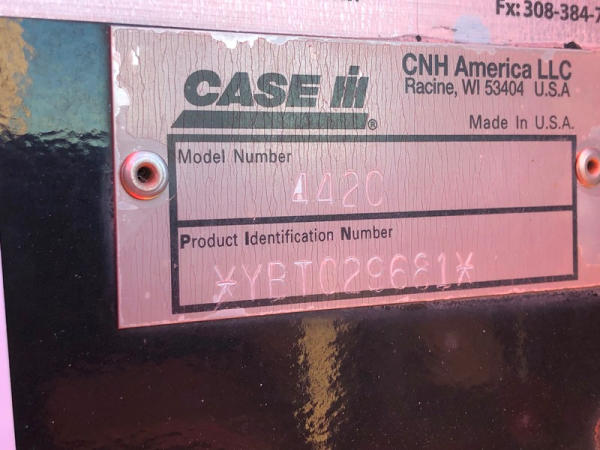 Fx: 308-384-7
CASE IH®
CNH America LLC
Racine, WI 53404 U.S.A
Made In U.S.A.
Model Number
4420
Product Identification Number